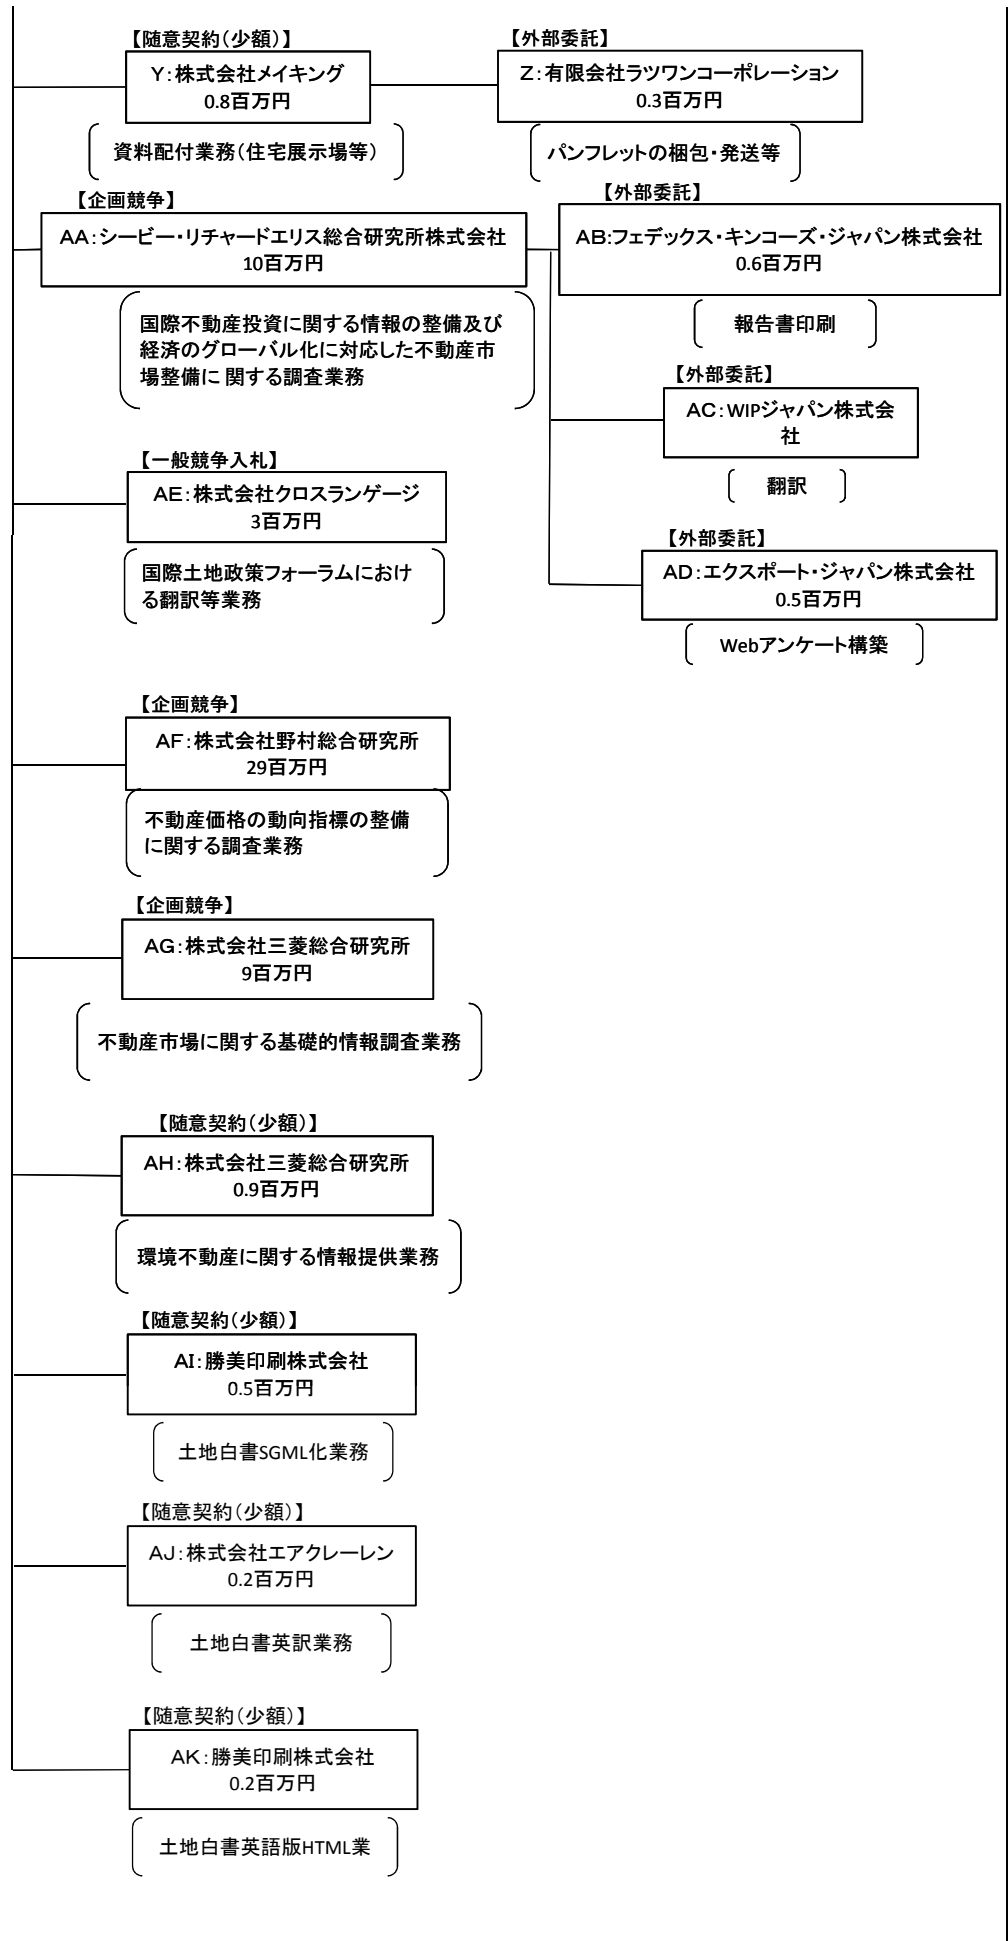 【随意契約(少額)】
Y:株式会社メイキング
0.8百万円
資料配付業務(住宅展示場等)
【外部委託】
Z:有限会社ラツワンコーポレーション
0.3百万円
パンフレットの梱包・発送等
【企画競争】
AA:シービー・リチャードエリス総合研究所株式会社
10百万円
国際不動産投資に関する情報の整備及び
経済のグローバル化に対応した不動産市
場整備に 関する調査業務
【外部委託】
AB:フェデックス・キンコーズ・ジャパン株式会社
0.6百万円
報告書印刷
【外部委託】
AC:WIPジャパン株式会
社
翻訳
【外部委託】
AD:エクスポート・ジャパン株式会社
0.5百万円
Webアンケート構築
【一般競争入札】
AE:株式会社クロスランゲージ
3百万円
国際土地政策フォーラムにおけ
る翻訳等業務
【企画競争】
AF:株式会社野村総合研究所
29百万円
不動産価格の動向指標の整備
に関する調査業務
【企画競争】
AG:株式会社三菱総合研究所
9百万円
不動産市場に関する基礎的情報調査業務
【随意契約(少額)】
AH:株式会社三菱総合研究所
0.9百万円
環境不動産に関する情報提供業務
【随意契約(少額)】
AI:勝美印刷株式会社
0.5百万円
土地白書SGML化業務
【随意契約(少額)】
AJ:株式会社エアクレーレン
0.2百万円
土地白書英訳業務
【随意契約(少額)】
AK:勝美印刷株式会社
0.2百万円
土地白書英語版HTML業